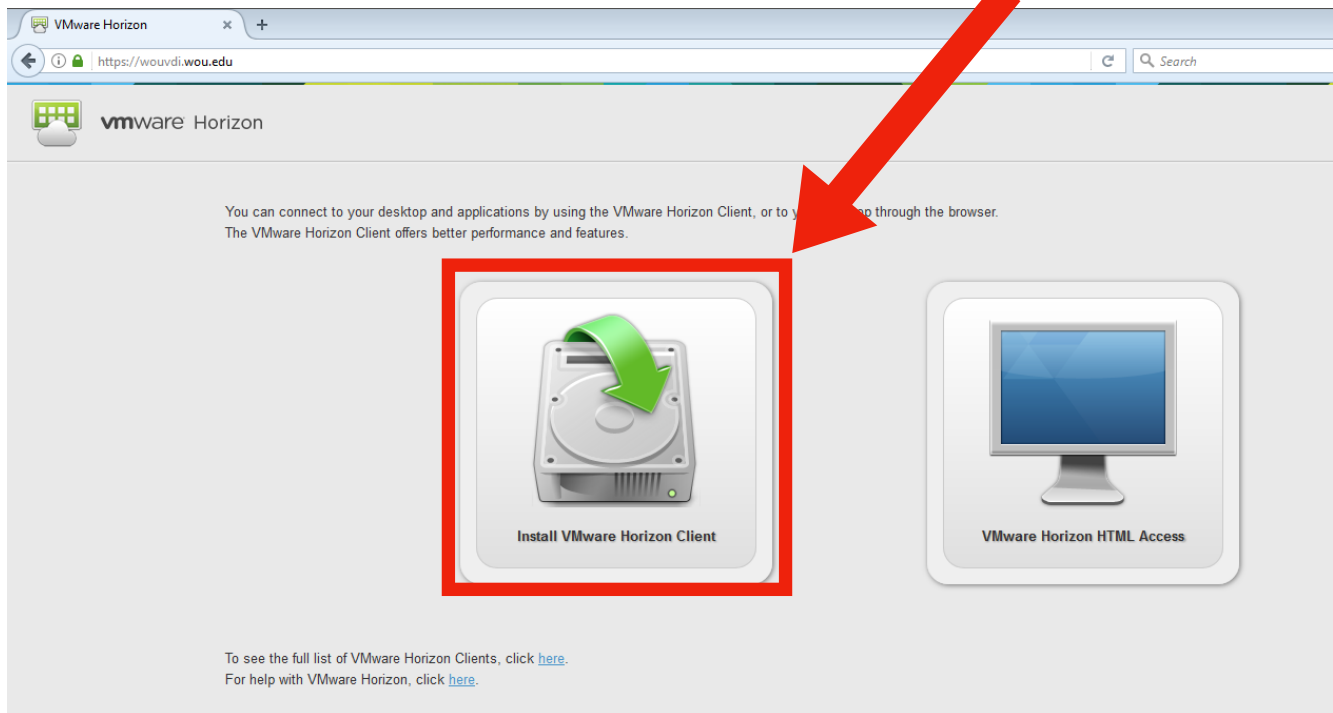 VMware Horizon
https://wouvdi.wou.edu
Search
vmware Horizon
You can connect to your desktop and applications by using the VMware Horizon Client, or to through the browser.
The VMware Horizon Client offers better performance and features.
Install VMware Horizon Client
VMware Horizon HTML Access
To see the full list of VMware Horizon Clients, click here.
For help with VMware Horizon, click here.